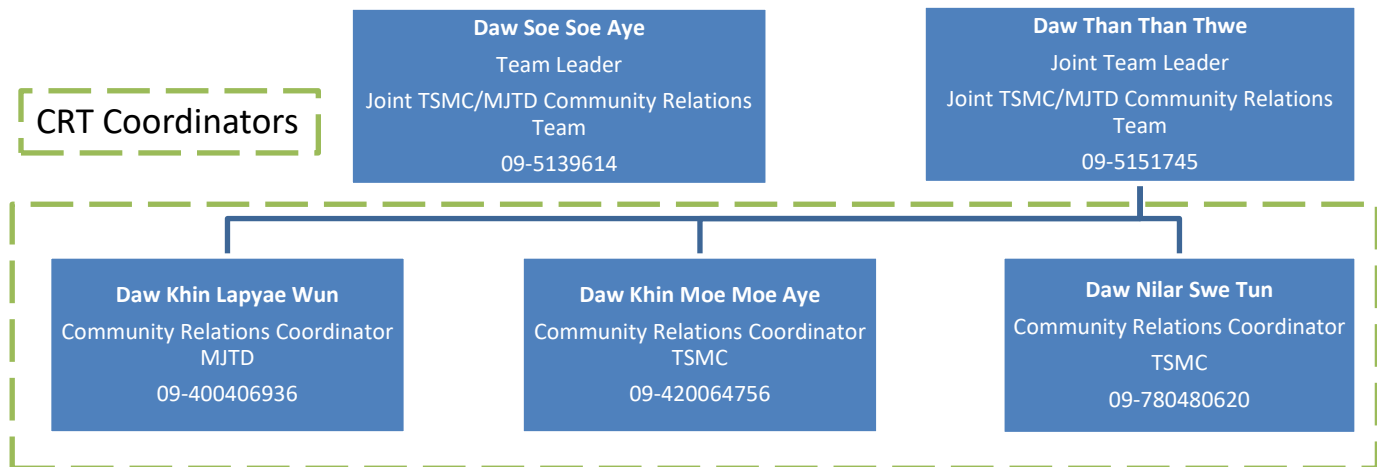 Daw Soe Soe Aye
Team Leader
Joint TSMC/MJTD Community Relations
Team
09-5139614
Daw Than Than Thwe
Joint Team Leader
Joint TSMC/MJTD Community Relations
Team
09-5151745
CRT Coordinators
Daw Khin Lapyae Wun
Community Relations Coordinator
MJTD
09-400406936
Daw Khin Moe Moe Aye
Community Relations Coordinator
TSMC
09-420064756
Daw Nilar Swe Tun
Community Relations Coordinator
TSMC
09-780480620